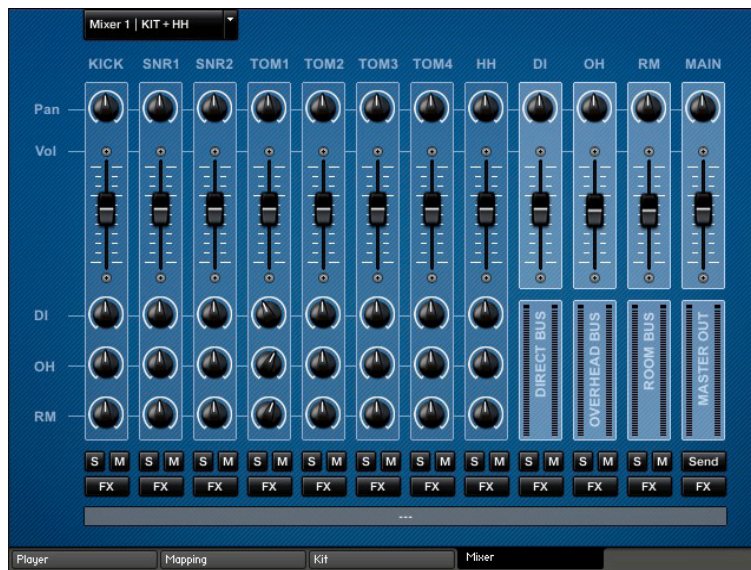 Mixer 1 | KIT + HH
KICK SNR1 SNR2 TOM1 TOM2 TOM3 TOM4 HH DI OH RM MAIN
Pan
Vol
DI
OH
RM
DIRECT BUS
OVERHEAD BUS
ROOM BUS
MASTER OUT
S M S M S M S M S M S M S M S M S M S M S M Send
FX FX FX FX FX FX FX FX FX FX FX FX
---
Player Mapping Kit Mixer